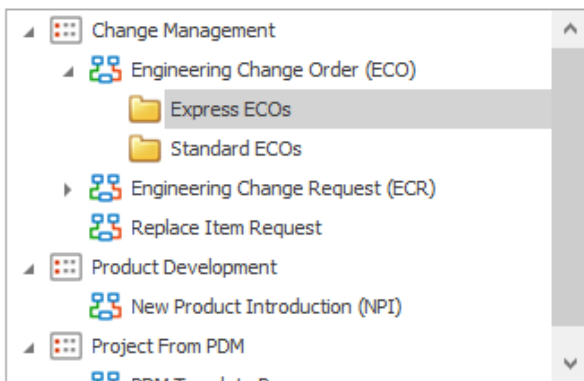 Change Management
Engineering Change Order (ECO)
Express ECOs
Standard ECOs
Engineering Change Request (ECR)
Replace Item Request
Product Development
New Product Introduction (NPI)
Project From PDM